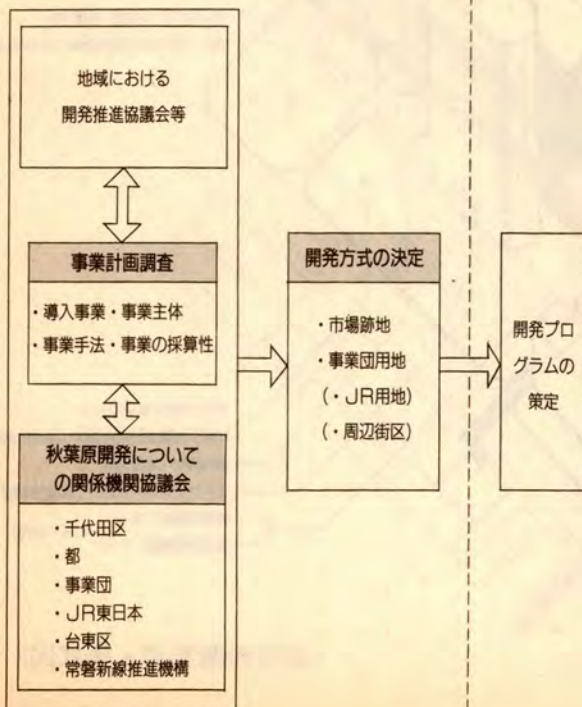 地域における
開発推進協議会等
事業計画調査
・導入事業・事業主体
・事業手法・事業の採算性
秋葉原開発について
の関係機関協議会
・千代田区
・都
・事業団
・JR東日本
・台東区
・常磐新線推進機構
開発方式の決定
・市場跡地
・事業団用地
(・JR用地)
(・周辺街区)
開発プロ
グラムの
策定